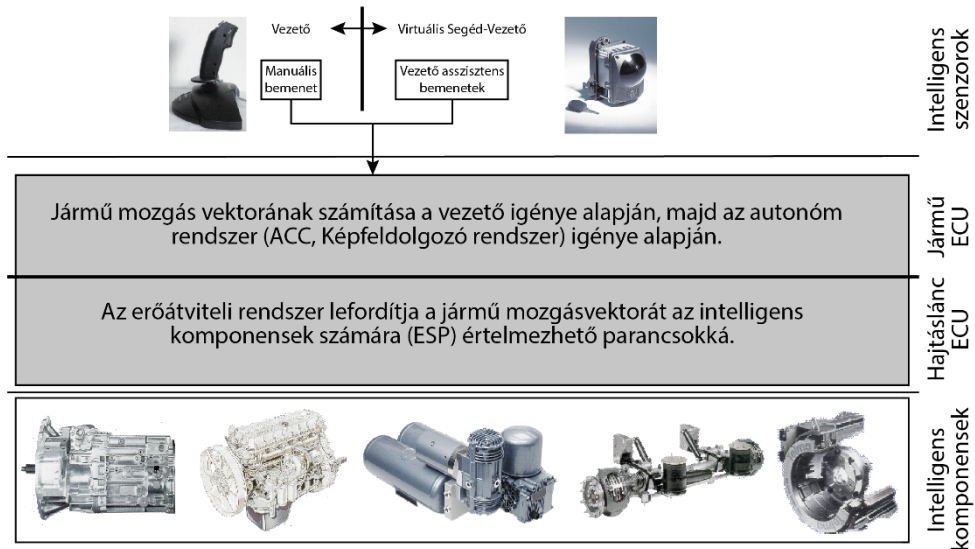 Vezető
Virtuális Segéd-Vezető
Manuális
bemenet
Vezető asszisztens
bemenetek
Intelligens
szenzorok
Jármű mozgás vektorának számítása a vezető igénye alapján, majd az autonóm
rendszer (ACC, Képfeldolgozó rendszer) igénye alapján.
Jármű
ECU
Az erőátviteli rendszer lefordítja a jármű mozgásvektorát az intelligens
komponensek számára (ESP) értelmezhető parancsokká.
Hajtáslánc
ECU
Intelligens
komponensek